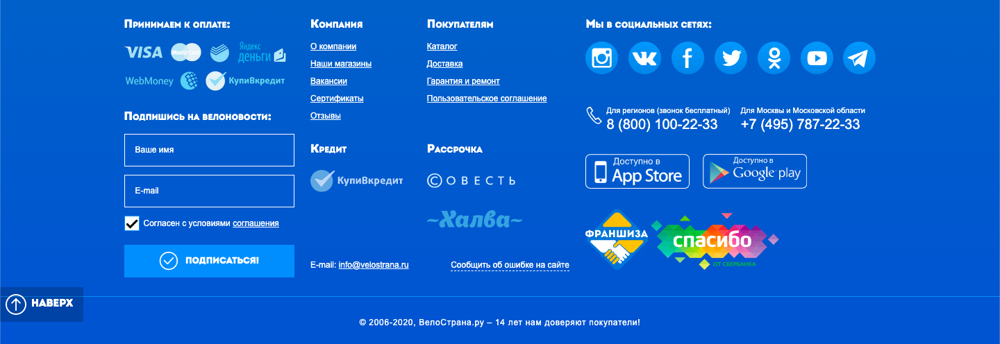 Принимаем к оплате:
VISA
MasterCard
Яндекс
деньги
WebMoney
КупиВкредит
Подпишись на велоновости:
Ваше имя
E-mail
Согласен с условиями соглашения
ПОДПИСАТЬСЯ!
Компания
О компании
Наши магазины
Вакансии
Сертификаты
Отзывы
Покупателям
Каталог
Доставка
Гарантия и ремонт
Пользовательское соглашение
Кредит
КупиВкредит
Рассрочка
©ОВЕСТЬ
~Халва~
E-mail: info@velostrana.ru
Сообщить об ошибке на сайте
Мы в социальных сетях:
Для регионов (звонок бесплатный)
8 (800) 100-22-33
Для Москвы и Московской области
+7 (495) 787-22-33
Доступно в
App Store
Доступно в
Google play
ФРАНШИЗА
спасибо
ОТ СБЕРБАНКА
НАВЕРХ
© 2006-2020, ВелоСтрана.ру – 14 лет нам доверяют покупатели!